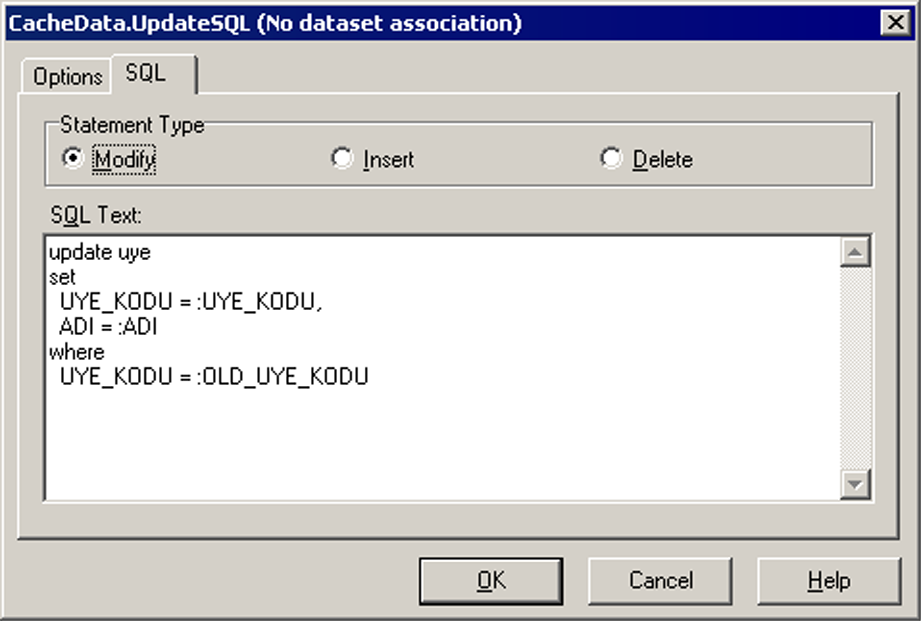 CacheData.UpdateSQL (No dataset association)
Options SQL
Statement Type
Modify Insert Delete
SQL Text:
update uye
set
UYE_KODU = :UYE_KODU,
ADI = :ADI
where
UYE_KODU = :OLD_UYE_KODU
OK Cancel Help